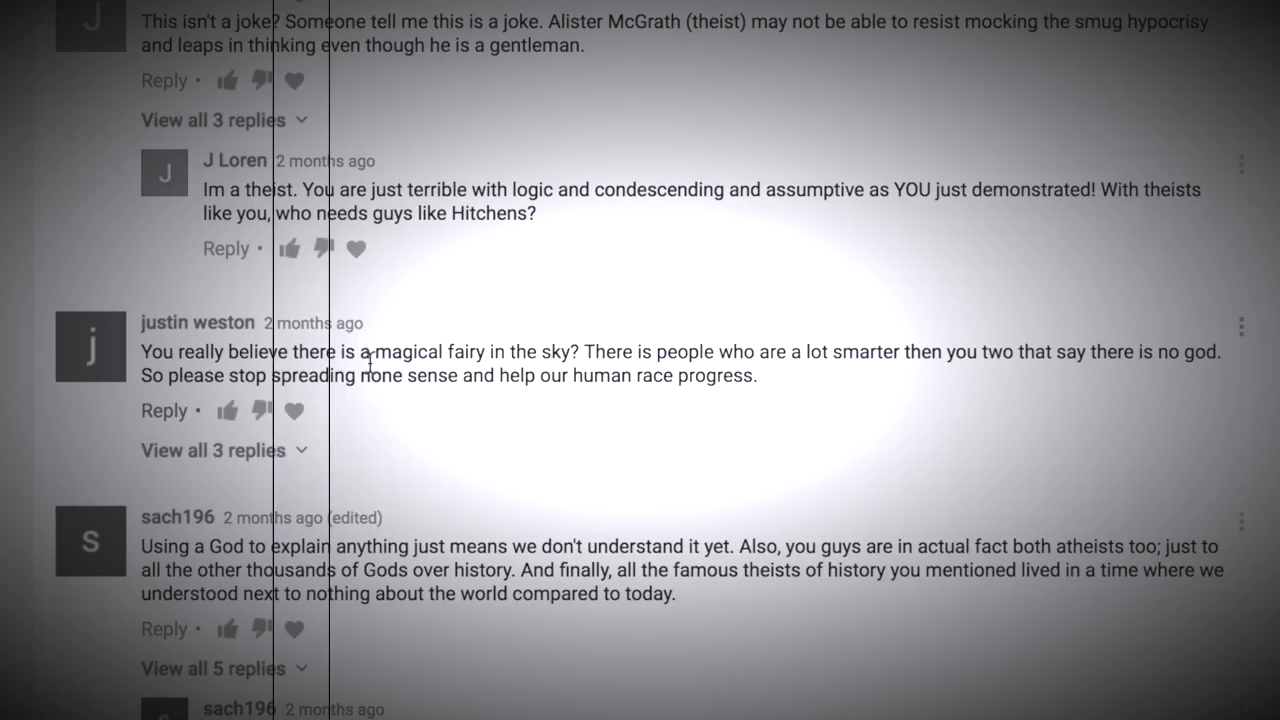 J
This isn't a joke? Someone tell me this is a joke. Alister McGrath (theist) may not be able to resist mocking the smug hypocrisy
and leaps in thinking even though he is a gentleman.
Reply •
View all 3 replies
J
J Loren 2 months ago
Im a theist. You are just terrible with logic and condescending and assumptive as YOU just demonstrated! With theists
like you, who needs guys like Hitchens?
Reply •
j
justin weston 2 months ago
You really believe there is a magical fairy in the sky? There is people who are a lot smarter then you two that say there is no god.
So please stop spreading none sense and help our human race progress.
Reply •
View all 3 replies
s
sach196 2 months ago (edited)
Using a God to explain anything just means we don't understand it yet. Also, you guys are in actual fact both atheists too; just to
all the other thousands of Gods over history. And finally, all the famous theists of history you mentioned lived in a time where we
understood next to nothing about the world compared to today.
Reply •
View all 5 replies
sach196 2 months ago